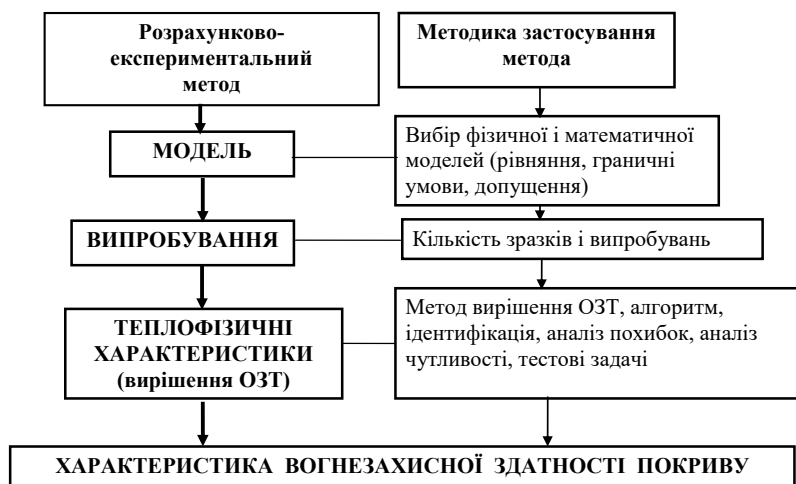 Розрахунково-
експериментальний
метод
Методика застосування
метода
МОДЕЛЬ
Вибір фізичної і математичної
моделей (рівняння, граничні
умови, допущення)
ВИПРОБУВАННЯ
Кількість зразків і випробувань
ТЕПЛОФІЗИЧНІ
ХАРАКТЕРИСТИКИ
(вирішення ОЗТ)
Метод вирішення ОЗТ, алгоритм,
ідентифікація, аналіз похибок, аналіз
чутливості, тестові задачі
ХАРАКТЕРИСТИКА ВОГНЕЗАХИСНОЇ ЗДАТНОСТІ ПОКРИВУ